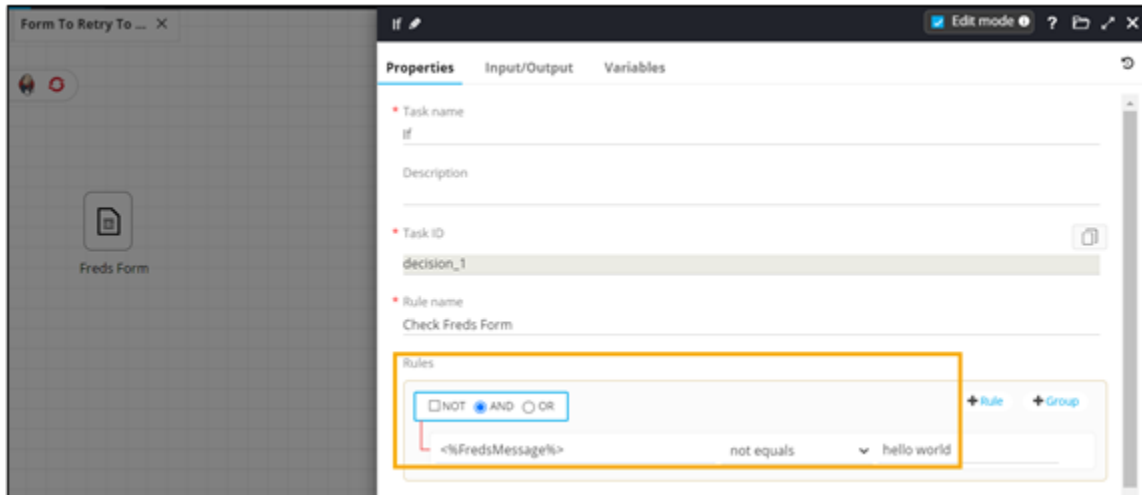 Form To Retry To ...
If
Edit mode
?
Properties Input/Output Variables
* Task name
If
Description
* Task ID
decision_1
Freds Form
* Rule name
Check Freds Form
Rules
NOT AND OR
+Rule +Group
<%FredsMessage%> not equals hello world